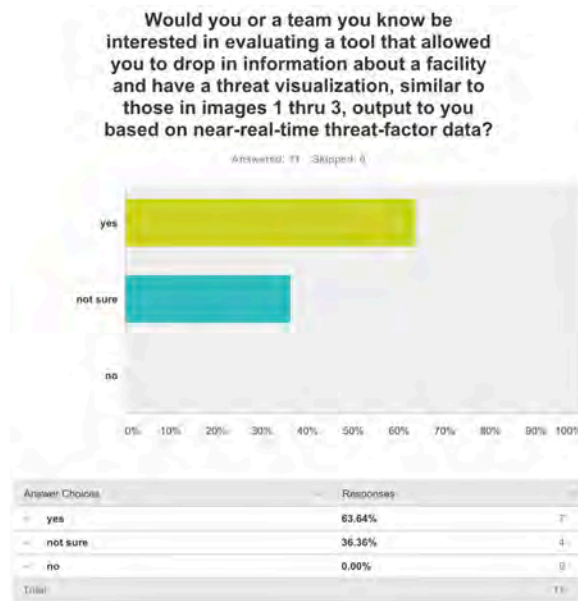 Would you or a team you know be
interested in evaluating a tool that allowed
you to drop in information about a facility
and have a threat visualization, similar to
those in images 1 thru 3, output to you
based on near-real-time threat-factor data?
Answered: 11 Skipped: 0
yes
not sure
no
0% 10% 20% 30% 40% 50% 60% 70% 80% 90% 100%
Answer Choices Responses
yes 63.64% 7
not sure 36.36% 4
no 0.00% 0
Total 11